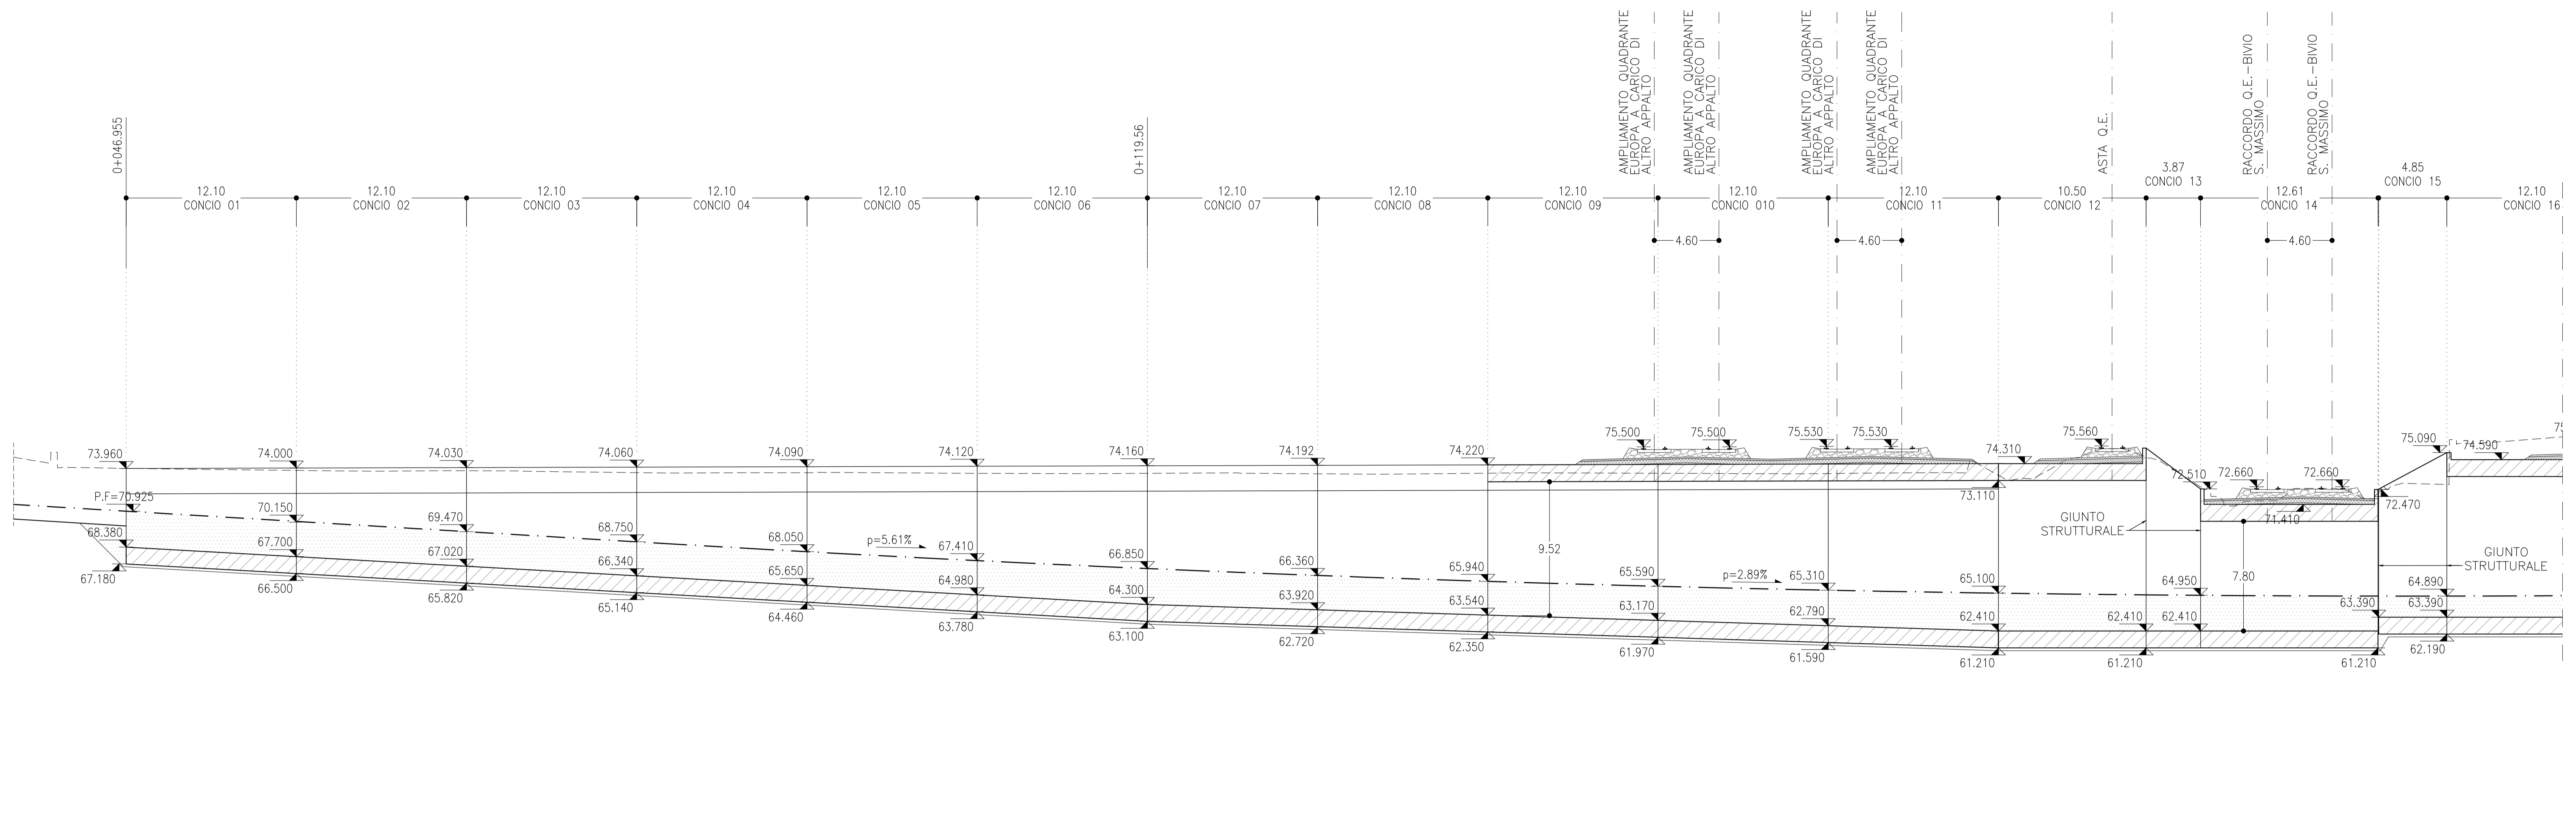 AMPLIAMENTO QUADRANTE
EUROPA A CARICO DI
ALTRO APPALTO
AMPLIAMENTO QUADRANTE
EUROPA A CARICO DI
ALTRO APPALTO
AMPLIAMENTO QUADRANTE
EUROPA A CARICO DI
ALTRO APPALTO
AMPLIAMENTO QUADRANTE
EUROPA A CARICO DI
ALTRO APPALTO
ASTA Q.E.
RACCORDO Q.E.-BIVIO
S. MASSIMO
RACCORDO Q.E.-BIVIO
S. MASSIMO
0+046.955
0+119.56
12.10
CONCIO 01
12.10
CONCIO 02
12.10
CONCIO 03
12.10
CONCIO 04
12.10
CONCIO 05
12.10
CONCIO 06
12.10
CONCIO 07
12.10
CONCIO 08
12.10
CONCIO 09
12.10
CONCIO 010
12.10
CONCIO 11
10.50
CONCIO 12
3.87
CONCIO 13
12.61
CONCIO 14
4.85
CONCIO 15
12.10
CONCIO 16
4.60
4.60
4.60
73.960
74.000
74.030
74.060
74.090
74.120
74.160
74.192
74.220
75.500
75.500
75.530
75.530
74.310
75.560
72.510
72.660
72.660
75.090
74.590
73.110
71.410
72.470
P.F=70.925
70.150
69.470
68.750
68.050
p=5.61%
67.410
66.850
66.360
65.940
65.590
p=2.89%
65.310
65.100
64.950
64.890
9.52
7.80
GIUNTO
STRUTTURALE
GIUNTO
STRUTTURALE
68.380
67.700
67.020
66.340
65.650
64.980
64.300
63.920
63.540
63.170
62.790
62.410
62.410
62.410
63.390
63.390
67.180
66.500
65.820
65.140
64.460
63.780
63.100
62.720
62.350
61.970
61.590
61.210
61.210
61.210
62.190